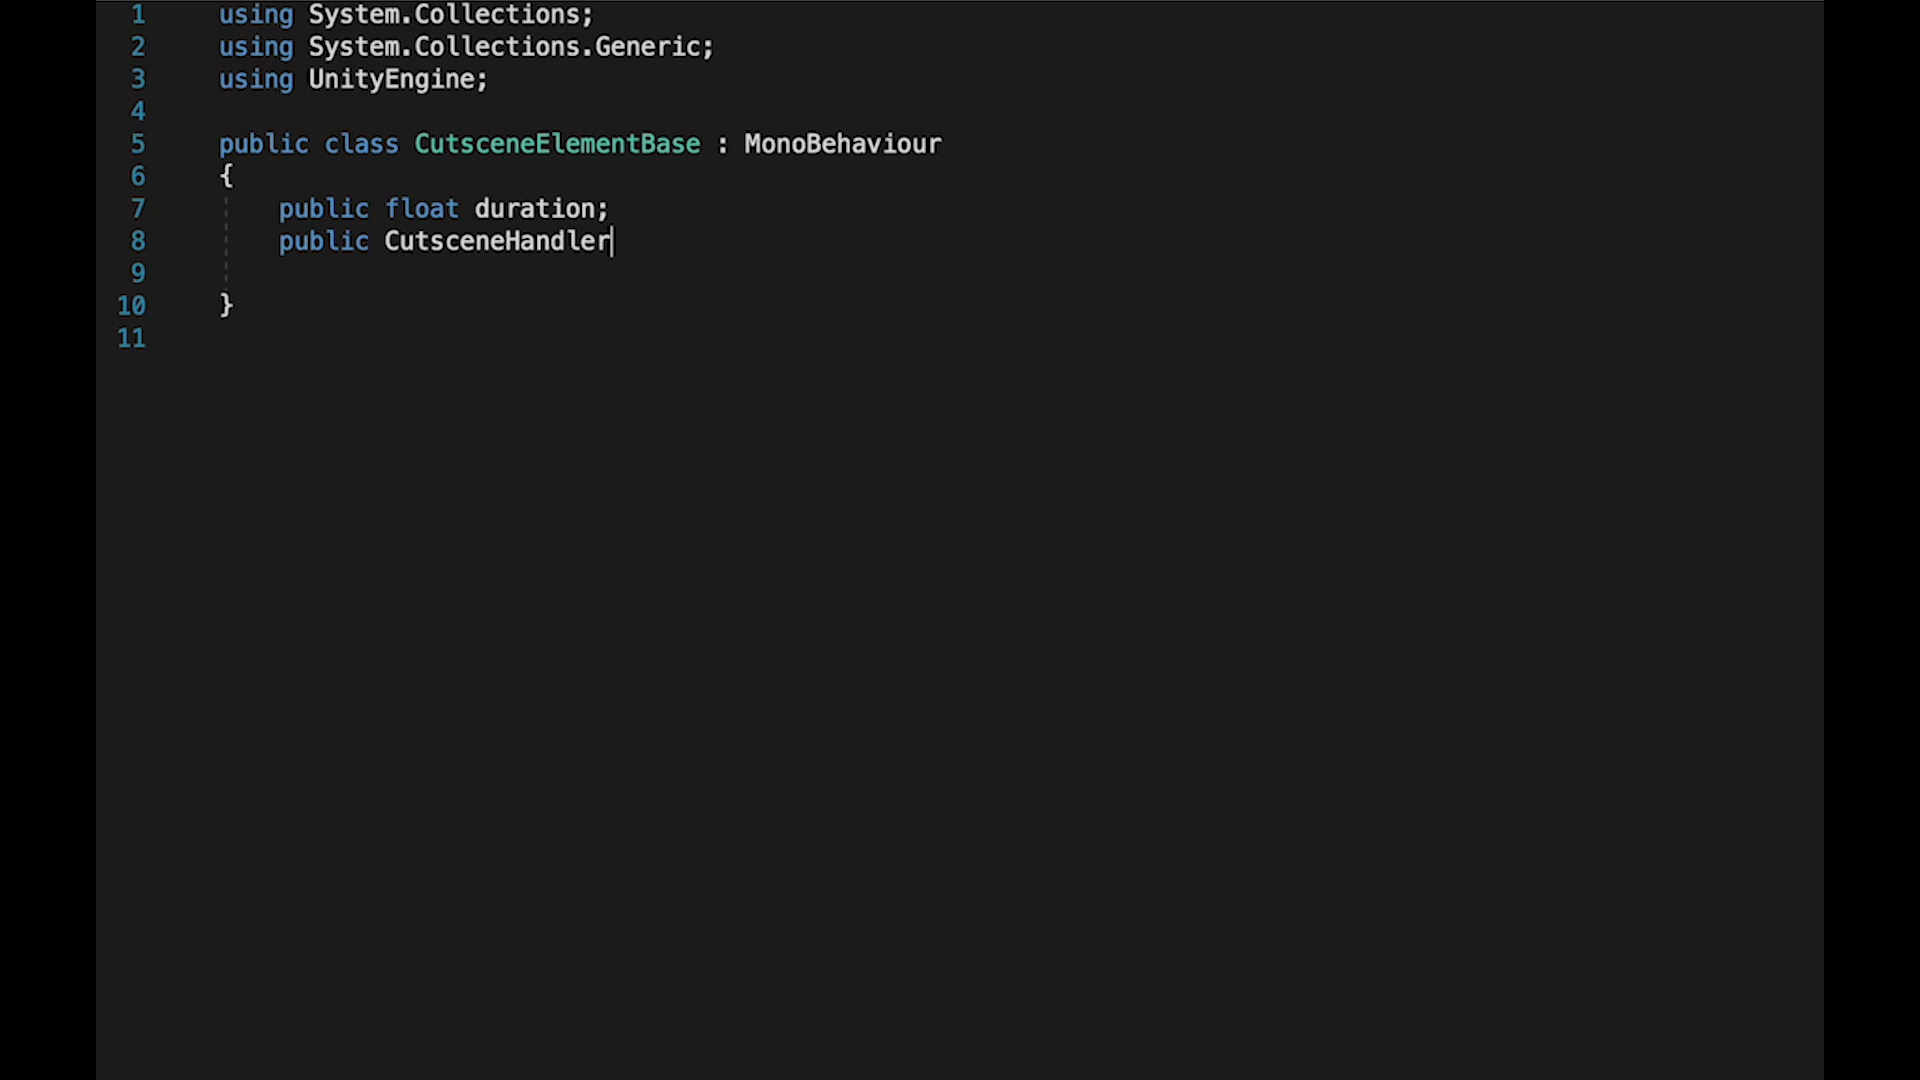 1 using System.Collections;
2 using System.Collections.Generic;
3 using UnityEngine;
4
5 public class CutsceneElementBase : MonoBehaviour
6 {
7 public float duration;
8 public CutsceneHandler
9
10 }
11